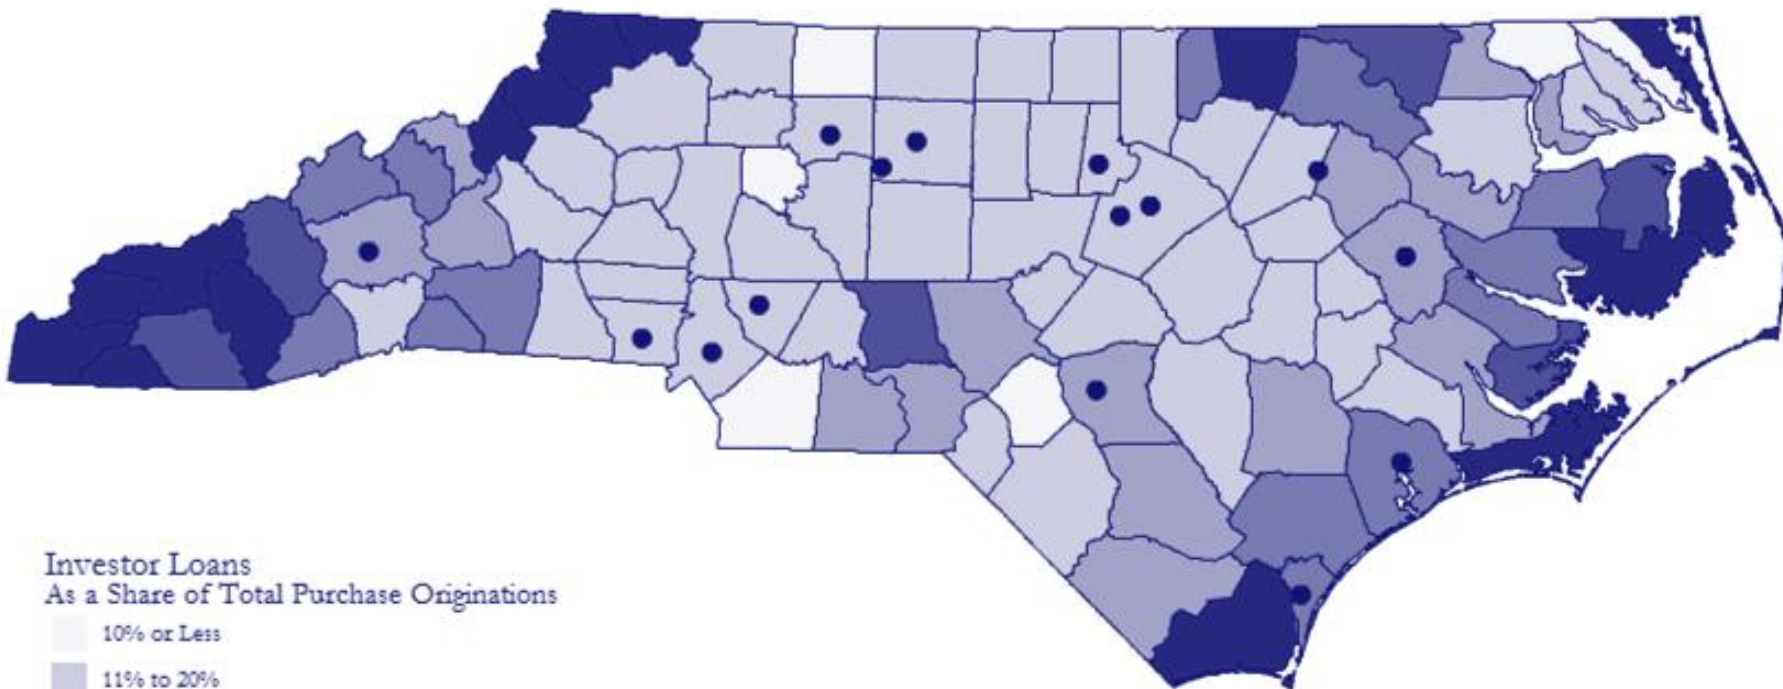 Investor Loans
As a Share of Total Purchase Originations
10% or Less
11% to 20%